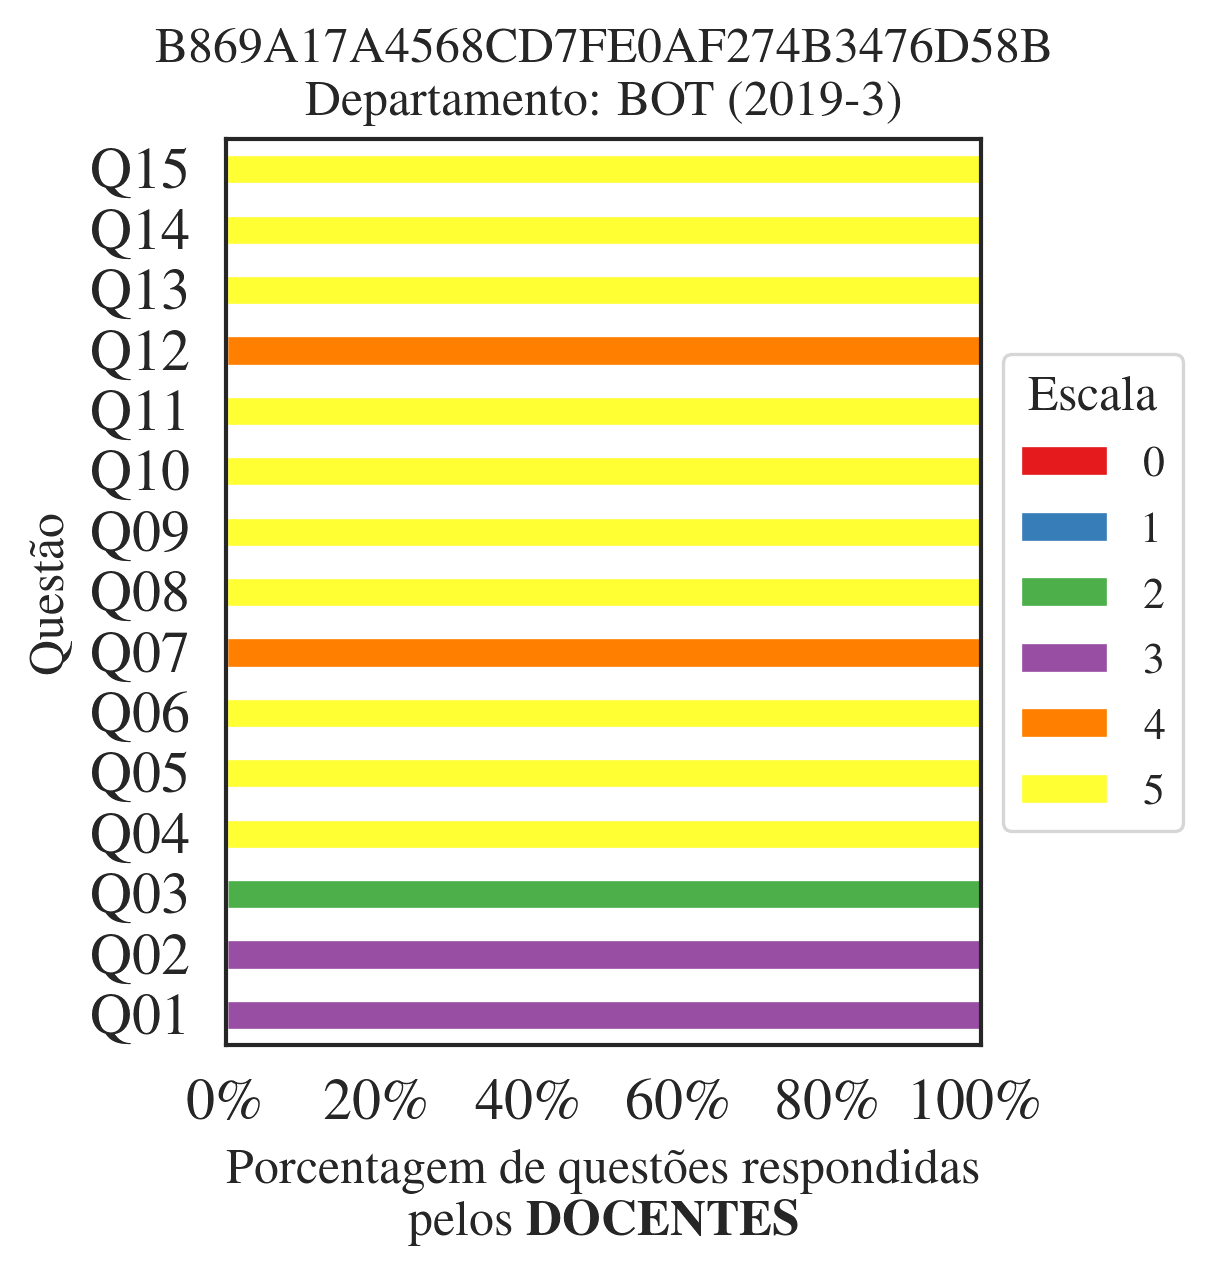 B869A17A4568CD7FE0AF274B3476D58B
Departamento: BOT (2019-3)
Q15
Q14
Q13
Q12
Q11
Q10
Q09
Q08
Q07
Q06
Q05
Q04
Q03
Q02
Q01
Questão
0% 20% 40% 60% 80% 100%
Porcentagem de questões respondidas
pelos DOCENTES
Escala
0
1
2
3
4
5